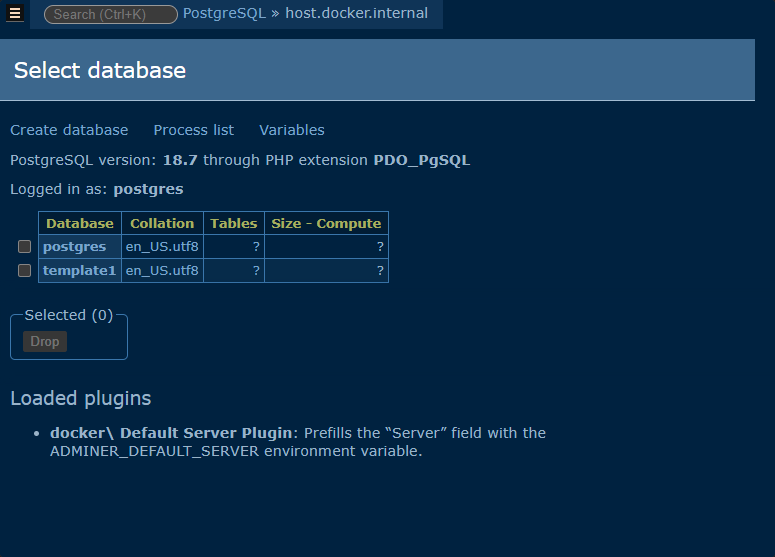 Search (Ctrl+K) PostgreSQL » host.docker.internal
Select database
Create database Process list Variables
PostgreSQL version: 18.7 through PHP extension PDO_PgSQL
Logged in as: postgres
Database Collation Tables Size - Compute
postgres en_US.utf8 ? ?
template1 en_US.utf8 ? ?
Selected (0)
Drop
Loaded plugins
• docker\ Default Server Plugin: Prefills the “Server” field with the
ADMINER_DEFAULT_SERVER environment variable.